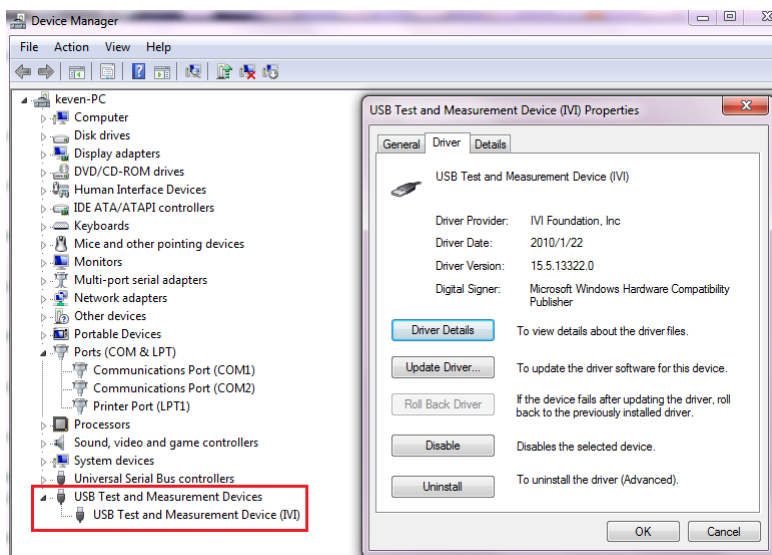 Device Manager
File Action View Help
keven-PC
Computer
Disk drives
Display adapters
DVD/CD-ROM drives
Human Interface Devices
IDE ATA/ATAPI controllers
Keyboards
Mice and other pointing devices
Monitors
Multi-port serial adapters
Network adapters
Other devices
Portable Devices
Ports (COM & LPT)
Communications Port (COM1)
Communications Port (COM2)
Printer Port (LPT1)
Processors
Sound, video and game controllers
System devices
Universal Serial Bus controllers
USB Test and Measurement Devices
USB Test and Measurement Device (IVI)
USB Test and Measurement Device (IVI) Properties
General Driver Details
USB Test and Measurement Device (IVI)
Driver Provider: IVI Foundation, Inc
Driver Date: 2010/1/22
Driver Version: 15.5.13322.0
Digital Signer: Microsoft Windows Hardware Compatibility
Publisher
Driver Details To view details about the driver files.
Update Driver... To update the driver software for this device.
Roll Back Driver If the device fails after updating the driver, roll
back to the previously installed driver.
Disable Disables the selected device.
Uninstall To uninstall the driver (Advanced).
OK Cancel